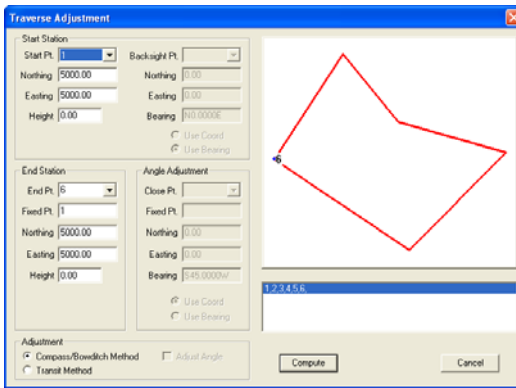 Traverse Adjustment
Start Station
Start Pt. 1
Backsight Pt.
Northing 5000.00
Northing 0.00
Easting 5000.00
Easting 0.00
Height 0.00
Bearing N0.0000E
Use Coord
Use Bearing
End Station
End Pt. 6
Fixed Pt. 1
Northing 5000.00
Easting 5000.00
Height 0.00
Angle Adjustment
Close Pt.
Fixed Pt.
Northing 0.00
Easting 0.00
Bearing S45.0000W
Use Coord
Use Bearing
Adjustment
Compass/Bowditch Method
Adjust Angle
Transit Method
6
1,2,3,4,5,6,
Compute
Cancel